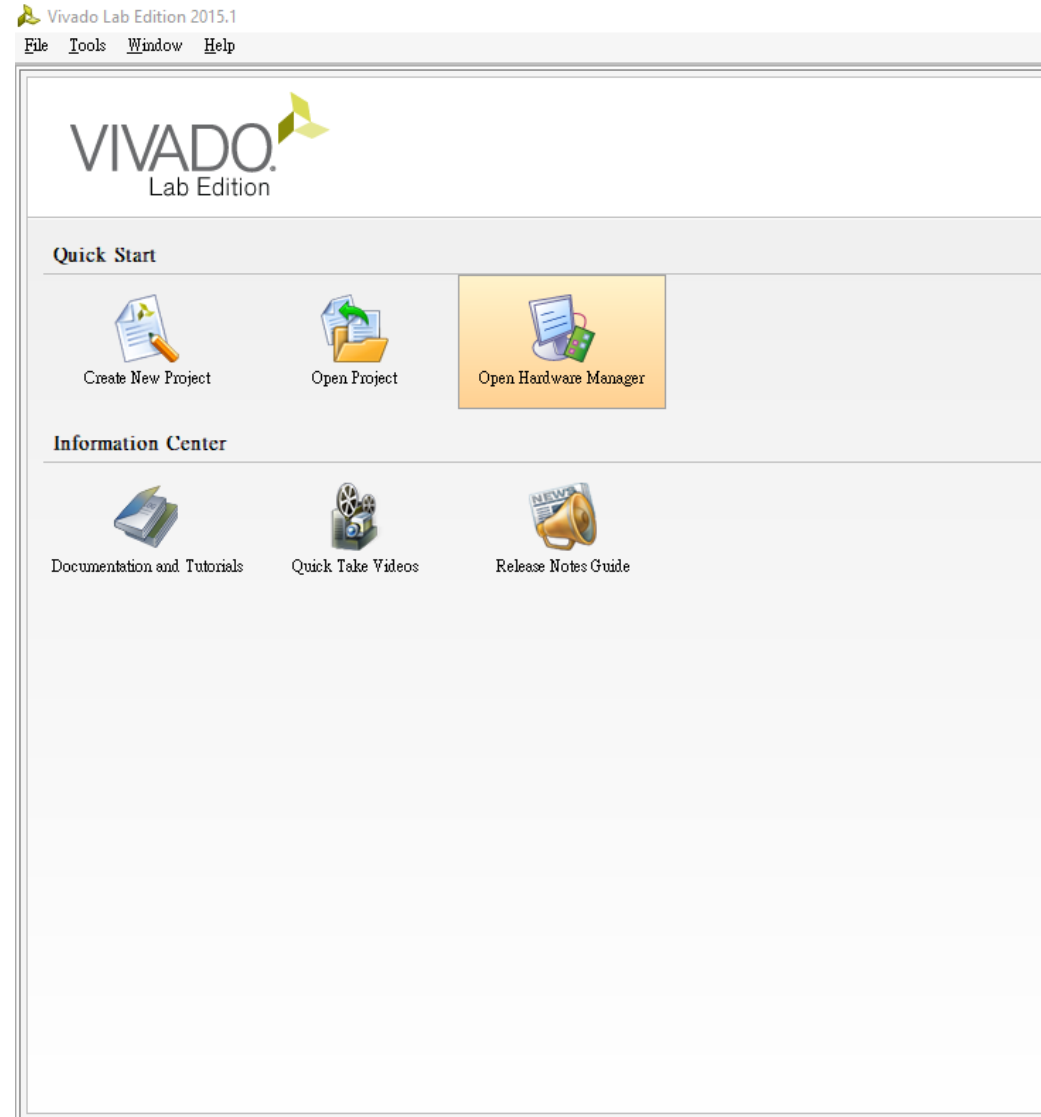 Vivado Lab Edition 2015.1
File Tools Window Help
VIVADO.
Lab Edition
Quick Start
Create New Project Open Project Open Hardware Manager
Information Center
NEWS
Documentation and Tutorials Quick Take Videos Release Notes Guide